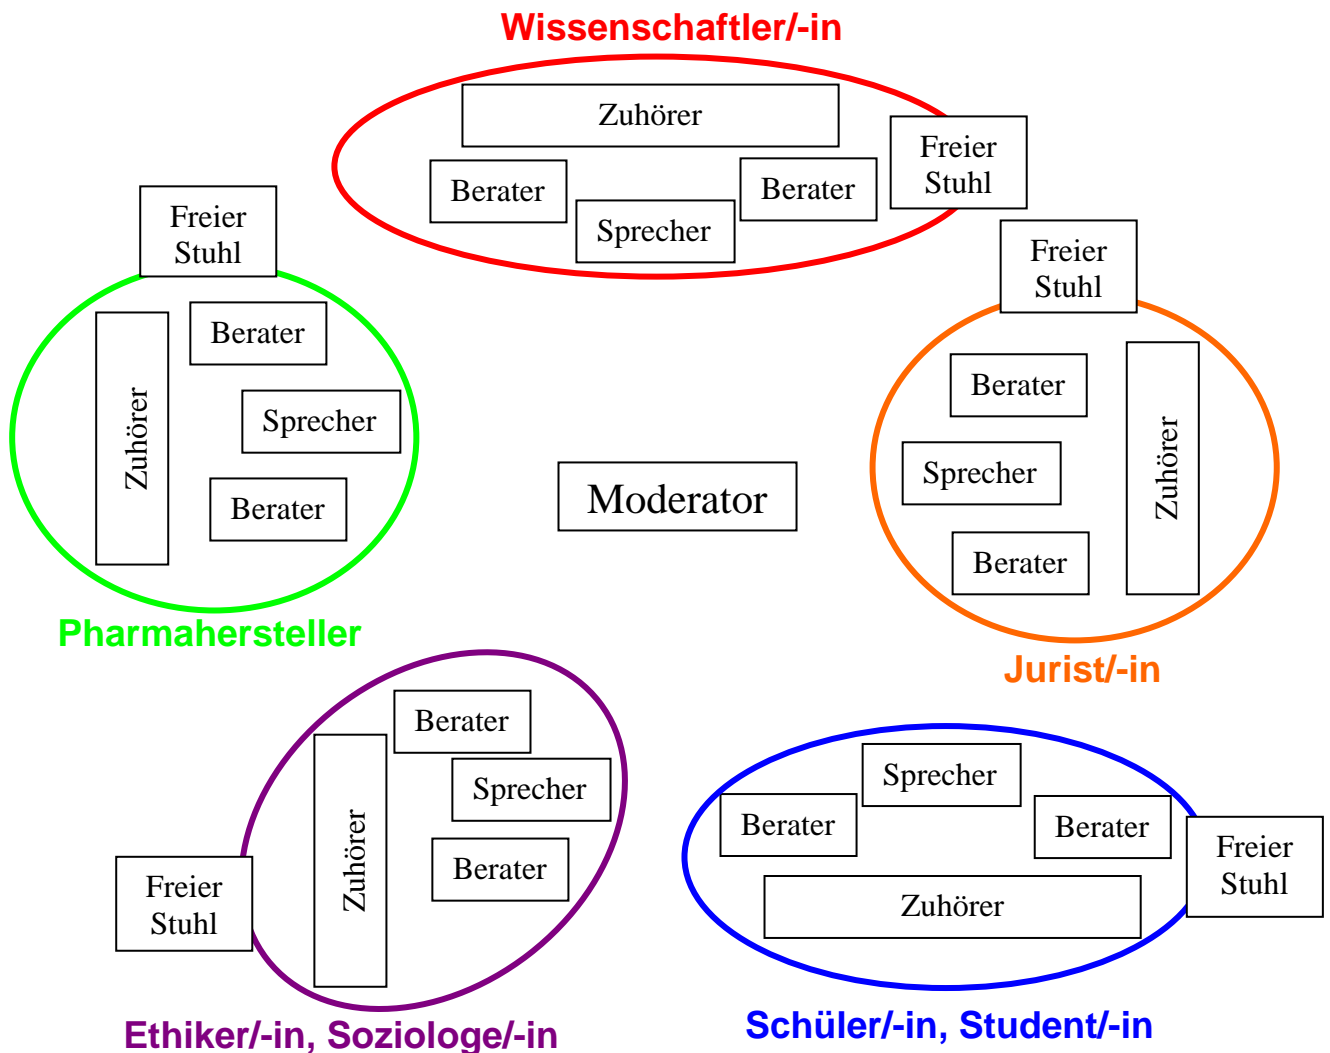 Wissenschaftler/-in
Zuhörer
Berater
Berater
Sprecher
Freier
Stuhl
Freier
Stuhl
Berater
Sprecher
Berater
Zuhörer
Pharmahersteller
Moderator
Freier
Stuhl
Berater
Sprecher
Berater
Zuhörer
Jurist/-in
Berater
Sprecher
Berater
Zuhörer
Freier
Stuhl
Ethiker/-in, Soziologe/-in
Sprecher
Berater
Berater
Zuhörer
Freier
Stuhl
Schüler/-in, Student/-in